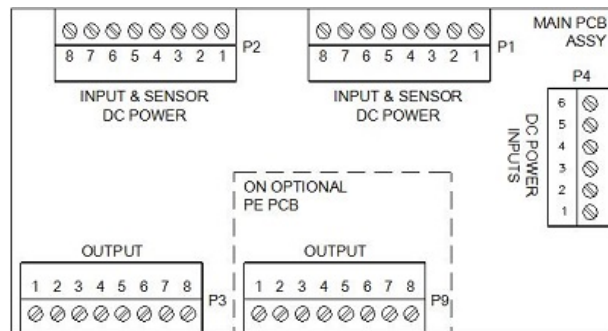 8 7 6 5 4 3 2 1
P2
INPUT & SENSOR
DC POWER
8 7 6 5 4 3 2 1
P1
INPUT & SENSOR
DC POWER
MAIN PCB
ASSY
P4
6
5
4
3
2
1
DC POWER
INPUTS
ON OPTIONAL
PE PCB
OUTPUT
1 2 3 4 5 6 7 8
P3
OUTPUT
1 2 3 4 5 6 7 8
P9